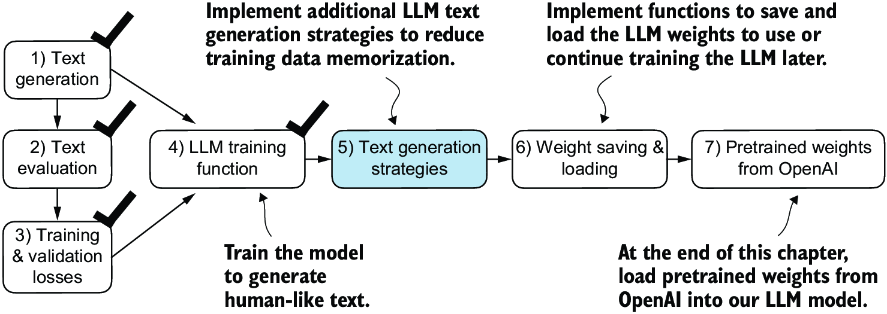 Implement additional LLM text
generation strategies to reduce
training data memorization.
Implement functions to save and
load the LLM weights to use or
continue training the LLM later.
1) Text
generation
2) Text
evaluation
3) Training
& validation
losses
4) LLM training
function
5) Text generation
strategies
6) Weight saving &
loading
7) Pretrained weights
from OpenAI
Train the model
to generate
human-like text.
At the end of this chapter,
load pretrained weights from
OpenAI into our LLM model.